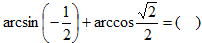 arcsin(-1/2)+arccos √2/2=( )